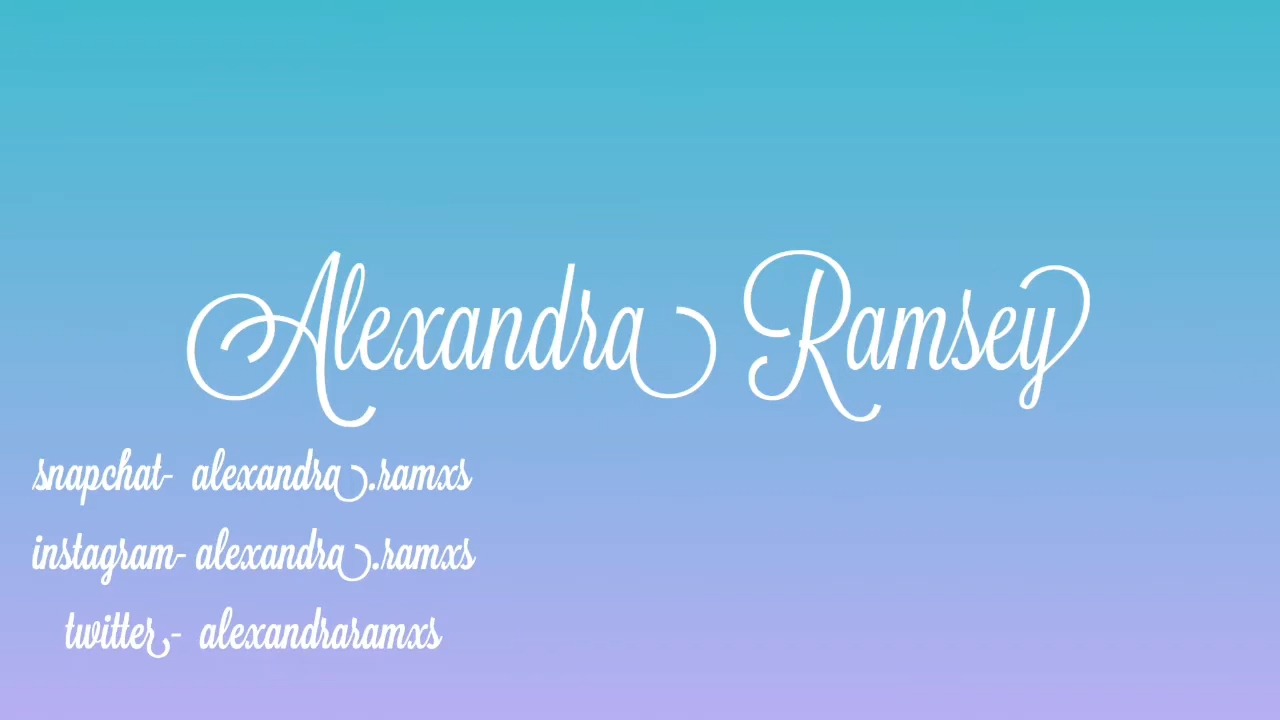 Alexandra Ramsey
snapchat- alexandra.ramxs
instagram- alexandra.ramxs
twitter- alexandraramxs